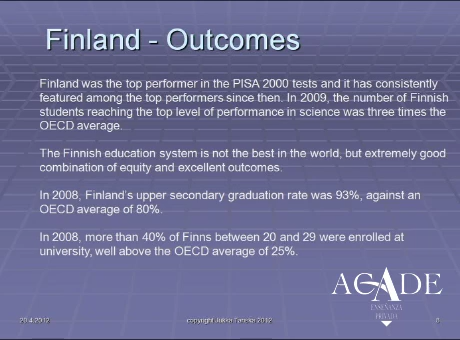 Finland - Outcomes
Finland was the top performer in the PISA 2000 tests and it has consistently
featured among the top performers since then. In 2009, the number of Finnish
students reaching the top level of performance in science was three times the
OECD average.
The Finnish education system is not the best in the world, but extremely good
combination of equity and excellent outcomes.
In 2008, Finland's upper secondary graduation rate was 93%, against an
OECD average of 80%.
In 2008, more than 40% of Finns between 20 and 29 were enrolled at
university, well above the OECD average of 25%.
ACADE
ENSEÑANZA
PRIVADA
20.4.2012
copyright Jukka Tanska 2012